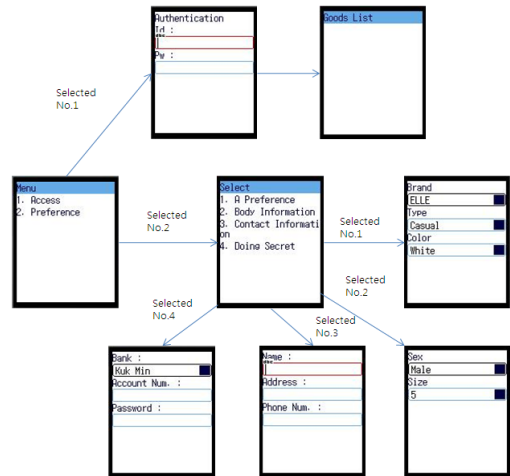 Authentication
Id :
Pw :
Goods List
Selected
No.1
Menu
1. Access
2. Preference
Selected
No.2
Select
1. A Preference
2. Body Information
3. Contact Informati
on
4. Doing Secret
Selected
No.1
Brand
ELLE
Type
Casual
Color
White
Selected
No.2
Selected
No.4
Selected
No.3
Bank :
Kuk Min
Account Num. :
Password :
Name :
Address :
Phone Num. :
Sex
Male
Size
5